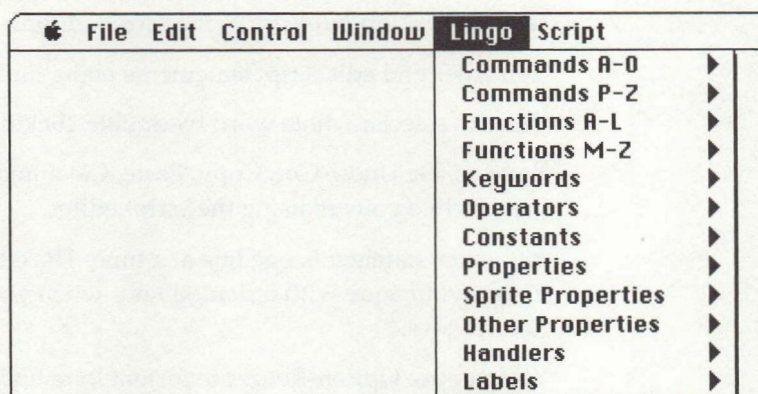 File Edit Control Window Lingo Script
Commands A-O
Commands P-Z
Functions A-L
Functions M-Z
Keywords
Operators
Constants
Properties
Sprite Properties
Other Properties
Handlers
Labels